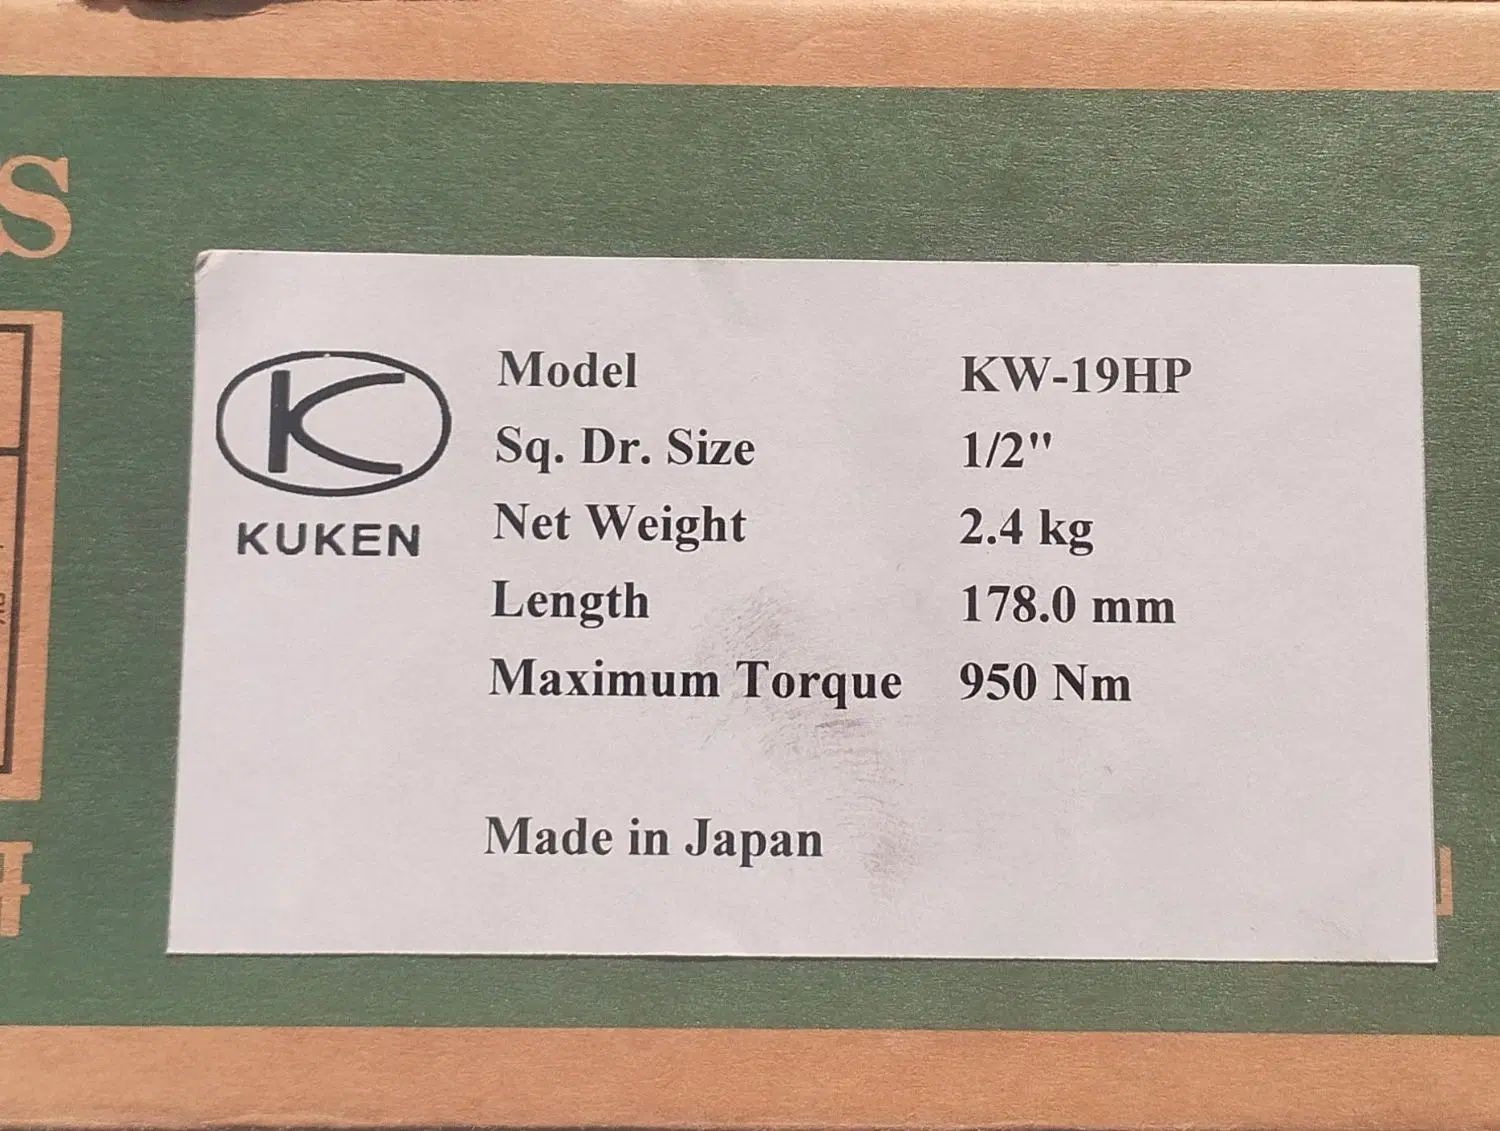 S
Model KW-19HP
Sq. Dr. Size 1/2"
Net Weight 2.4 kg
KUKEN
Length 178.0 mm
Maximum Torque 950 Nm
Made in Japan